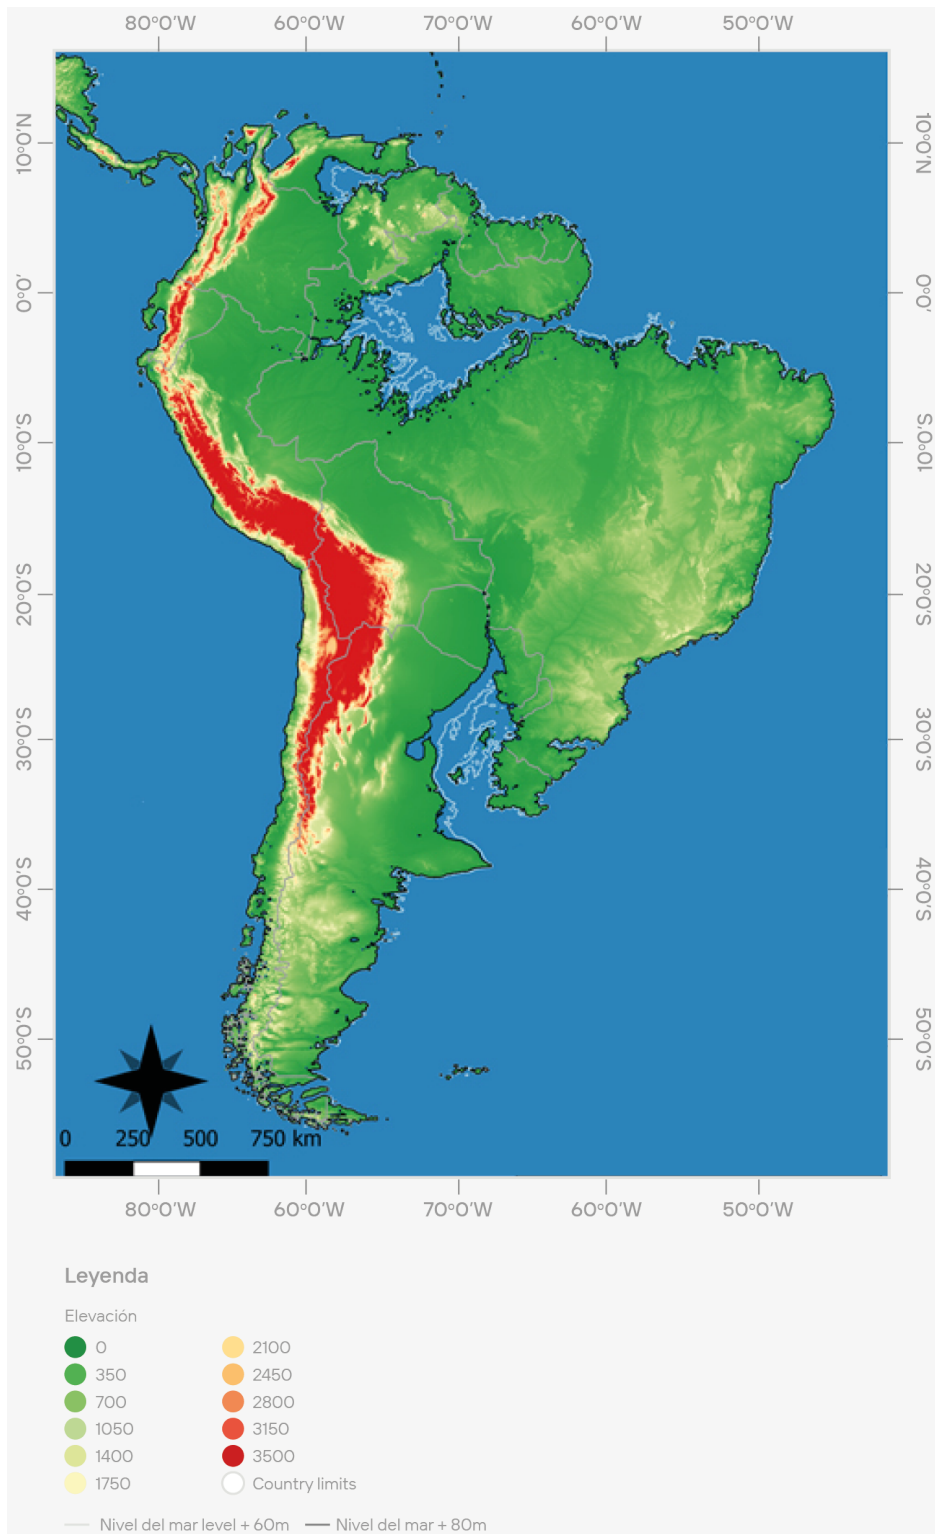 80°0'W 60°0'W 70°0'W 60°0'W 50°0'W
10°0'N 10°0'N
0°0' 0°0'
10°0'S 10°0'S
20°0'S 20°0'S
30°0'S 30°0'S
40°0'S 40°0'S
50°0'S 50°0'S
0 250 500 750 km
80°0'W 60°0'W 70°0'W 60°0'W 50°0'W
Leyenda
Elevación
0 2100
350 2450
700 2800
1050 3150
1400 3500
1750 Country limits
Nivel del mar level + 60m Nivel del mar + 80m